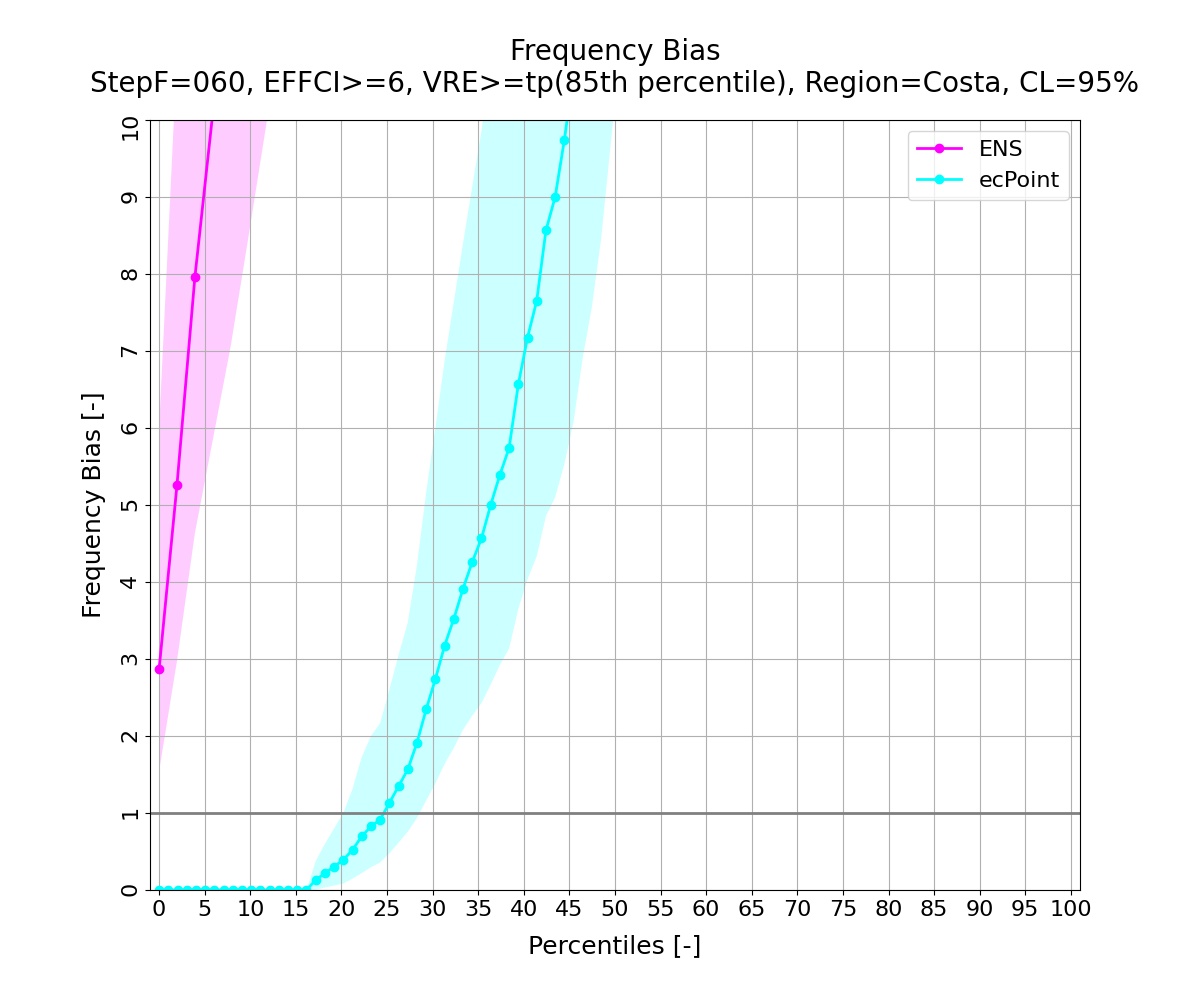 Frequency Bias
StepF=060, EFFCI>=6, VRE>=tp(85th percentile), Region=Costa, CL=95%
ENS
ecPoint
Frequency Bias [-]
10
9
8
7
6
5
4
3
2
1
0
0 5 10 15 20 25 30 35 40 45 50 55 60 65 70 75 80 85 90 95 100
Percentiles [-]